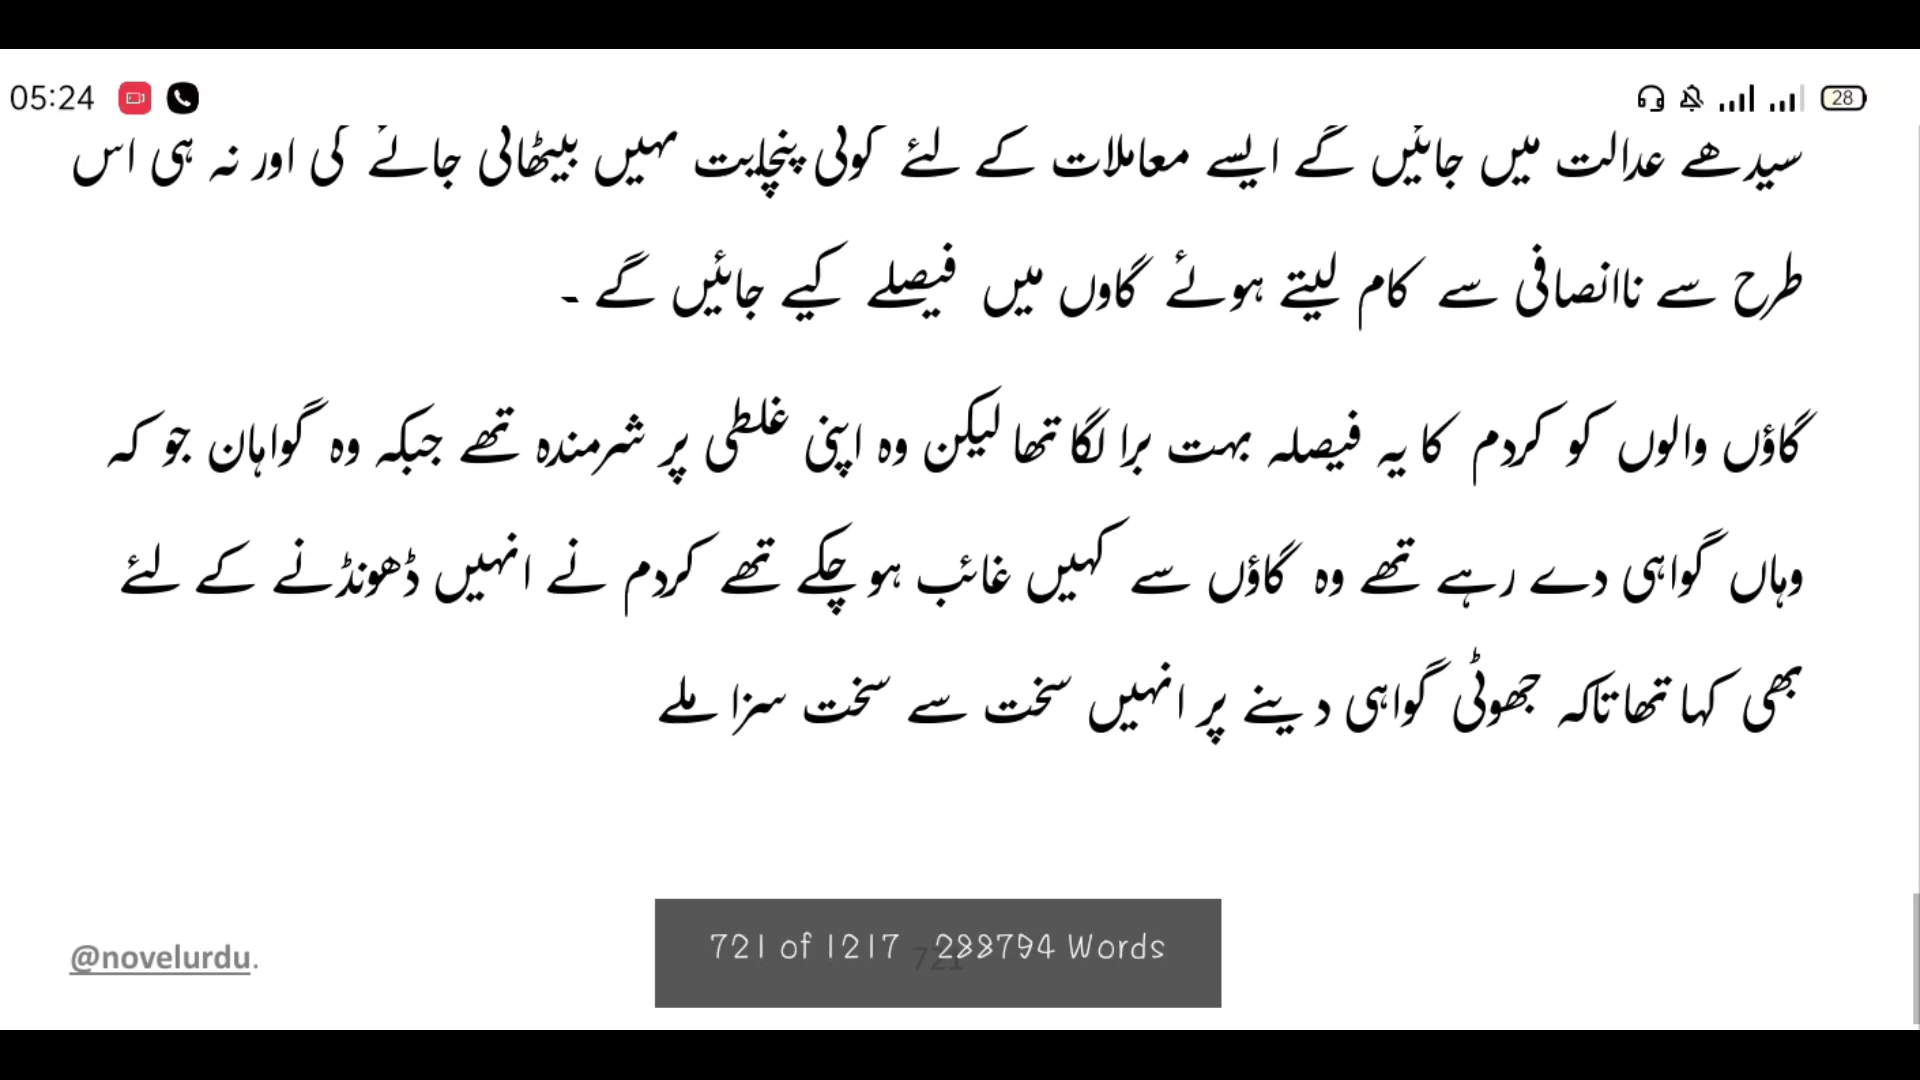 05:24
28
سیدھے عدالت میں جائیں گے ایسے معاملات کے لئے کوئی پنچایت نہیں بیٹھائی جائے گی اور نہ ہی اس
طرح سے ناانصافی سے کام لیتے ہوئے گاوں میں فیصلے کیے جائیں گے ۔
گاؤں والوں کو کردم کا یہ فیصلہ بہت برا لگا تھا لیکن وہ اپنی غلطی پر شرمندہ تھے جبکہ وہ گواہان جو کہ
وہاں گواہی دے رہے تھے وہ گاؤں سے کہیں غائب ہو چکے تھے کردم نے انہیں ڈھونڈنے کے لئے
بھی کہا تھا تاکہ جھوٹی گواہی دینے پر انہیں سخت سے سخت سزا ملے
721 of 1217 288794 Words
721
@novelurdu.